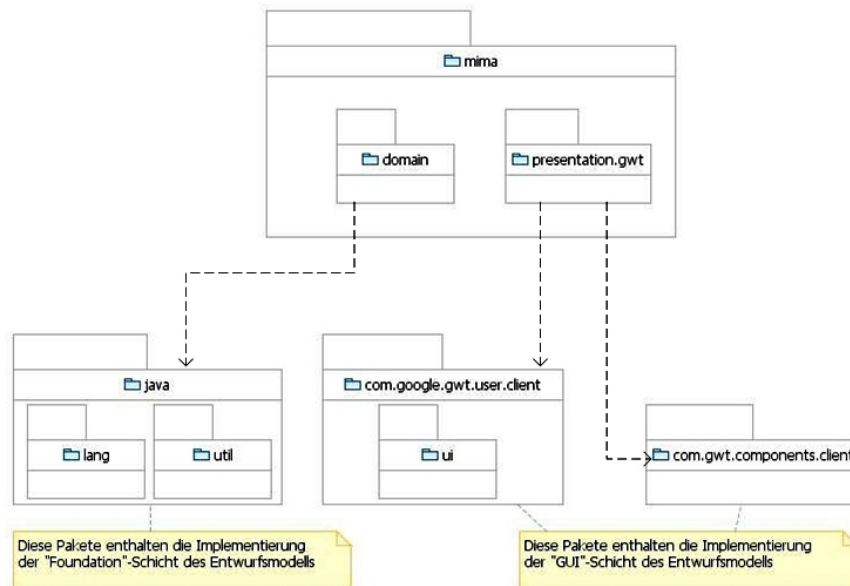 mima
domain
presentation.gwt
java
com.google.gwt.user.client
lang
util
ui
com.gwt.components.client
Diese Pakete enthalten die Implementierung
der "Foundation"-Schicht des Entwurfsmodells
Diese Pakete enthalten die Implementierung
der "GUI"-Schicht des Entwurfsmodells